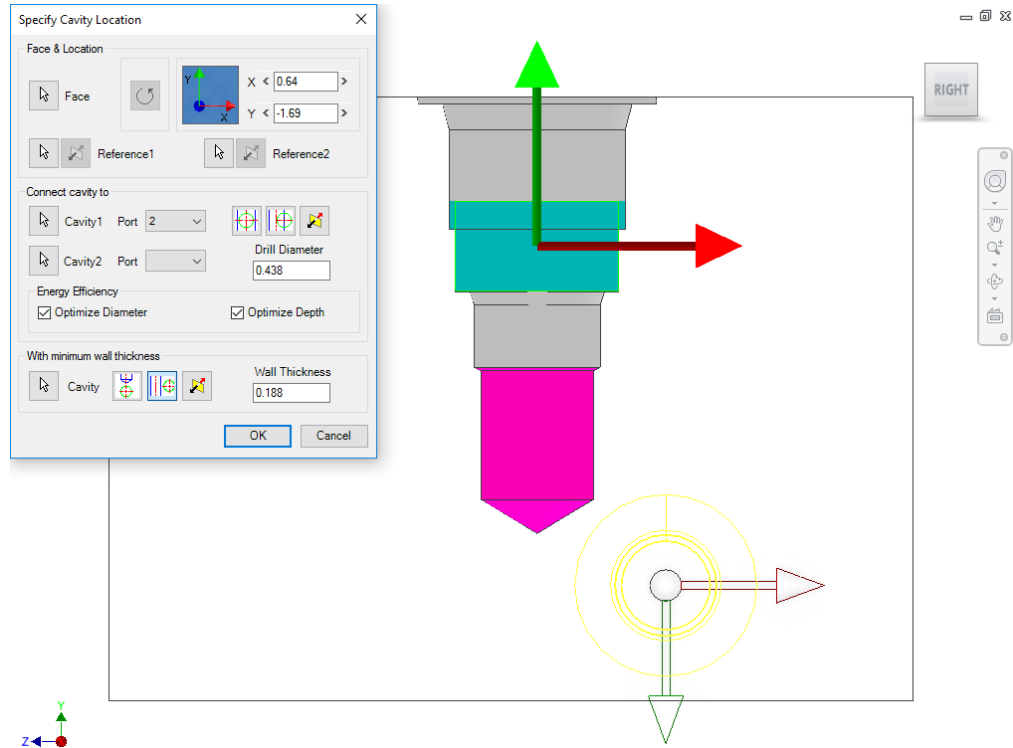 Specify Cavity Location
Face & Location
Face
Y
X
X < 0.64 >
Y < -1.69 >
Reference1
Reference2
Connect cavity to
Cavity1 Port 2
Cavity2 Port
Drill Diameter
0.438
Energy Efficiency
Optimize Diameter
Optimize Depth
With minimum wall thickness
Cavity
Wall Thickness
0.188
OK
Cancel
RIGHT
Y
Z